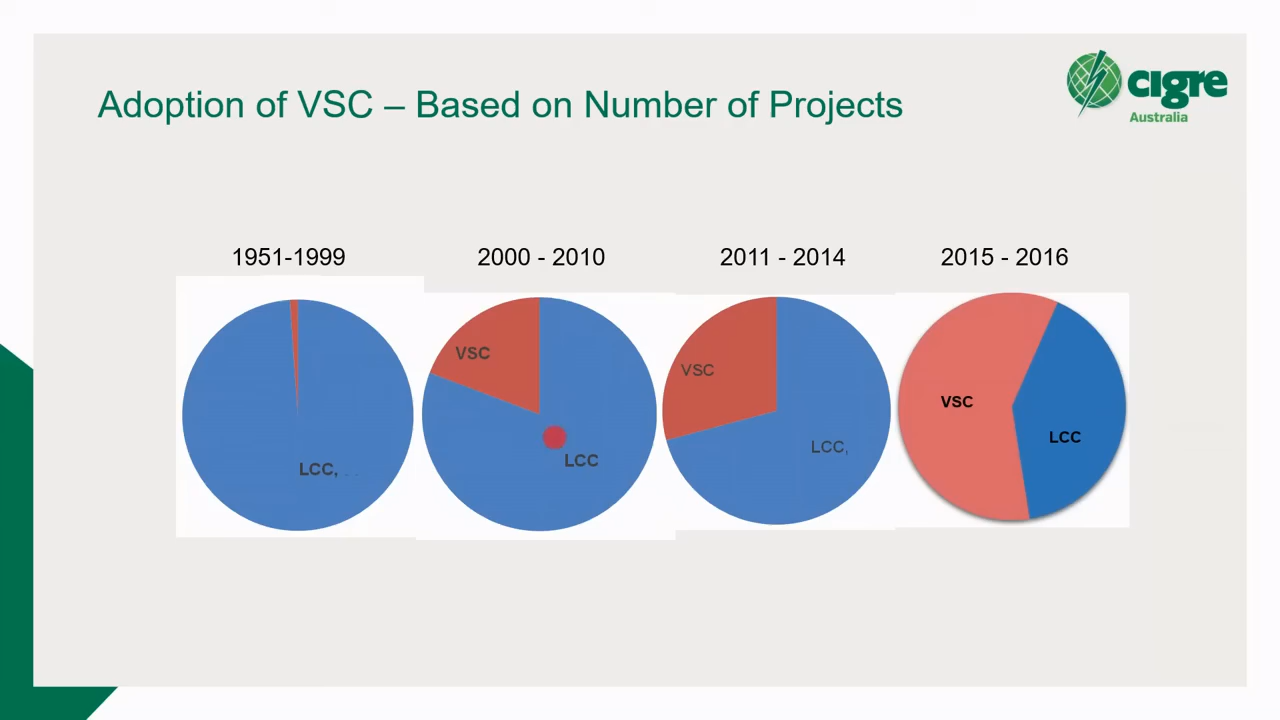 Adoption of VSC – Based on Number of Projects
cigre
Australia
1951-1999
2000 - 2010
2011 - 2014
2015 - 2016
LCC,
VSC
LCC
VSC
LCC,
VSC
LCC